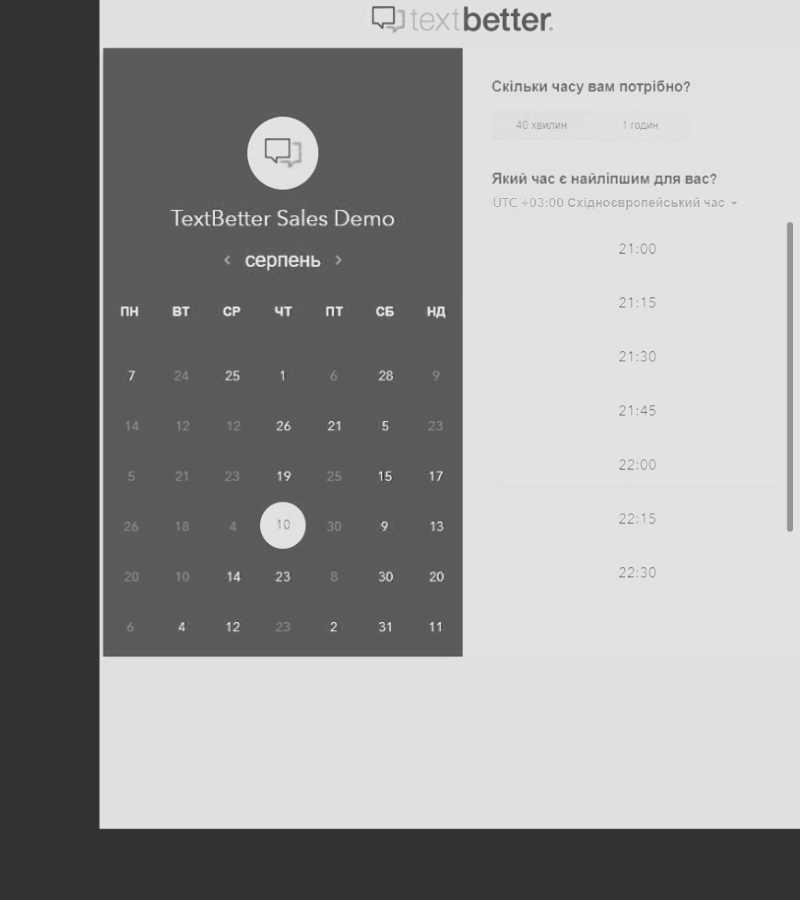 textbetter.
TextBetter Sales Demo
‹ серпень ›
ПН ВТ СР ЧТ ПТ СБ НД
7 24 25 1 6 28 9
14 12 12 26 21 5 23
5 21 23 19 25 15 17
26 18 4 10 30 9 13
20 10 14 23 8 30 20
6 4 12 23 2 31 11
Скільки часу вам потрібно?
40 хвилин 1 годин
Який час є найліпшим для вас?
UTC +03:00 Східноєвропейський час
21:00
21:15
21:30
21:45
22:00
22:15
22:30